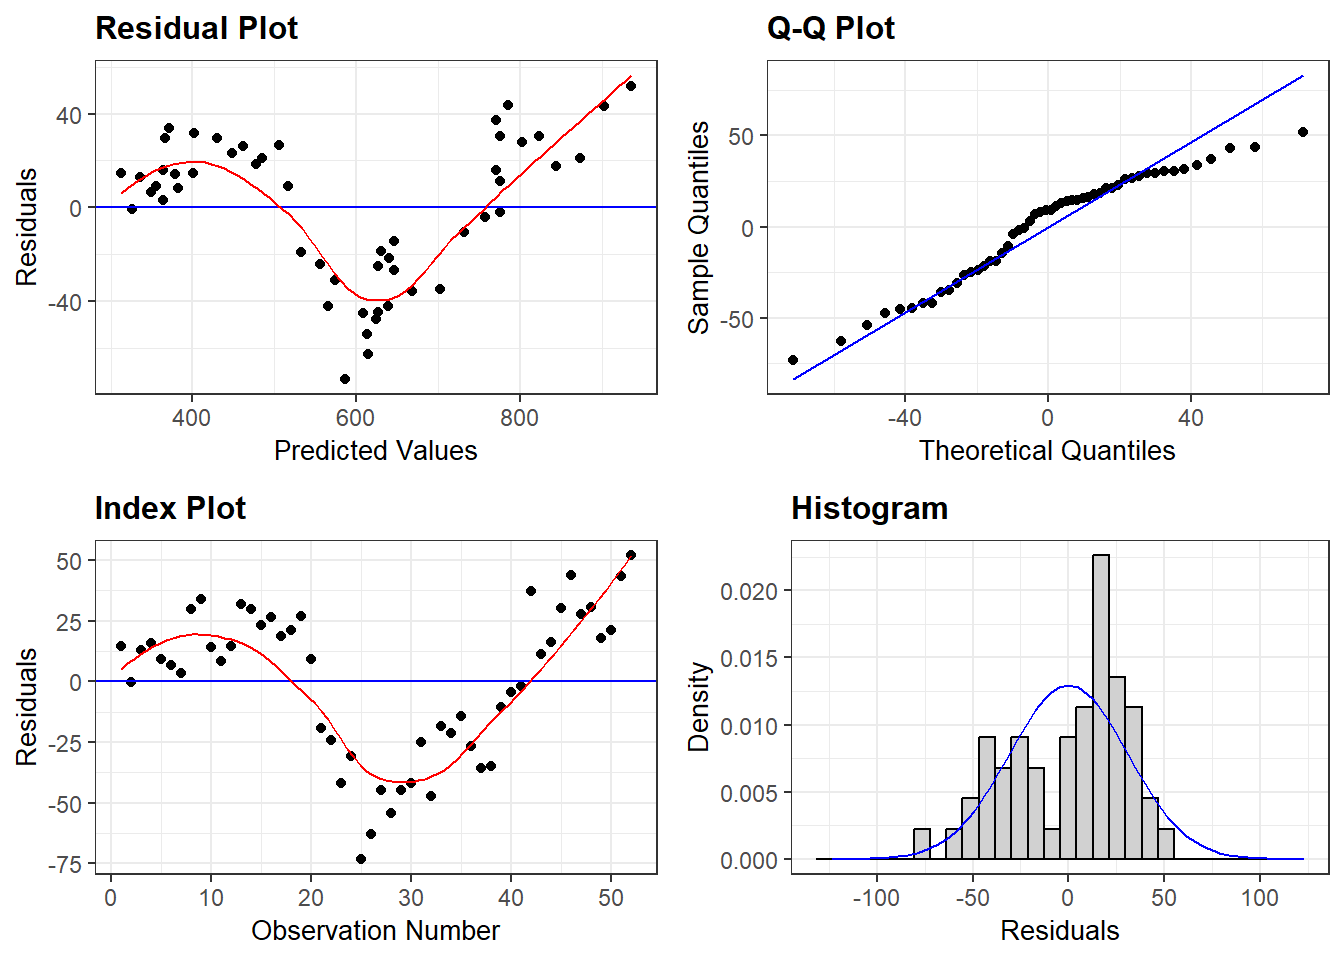 Residual Plot
40
0
-40
Residuals
400 600 800
Predicted Values
Q-Q Plot
50
0
-50
Sample Quantiles
-40 0 40
Theoretical Quantiles
Index Plot
50
25
0
-25
-50
-75
Residuals
0 10 20 30 40 50
Observation Number
Histogram
0.020
0.015
0.010
0.005
0.000
Density
-100 -50 0 50 100
Residuals